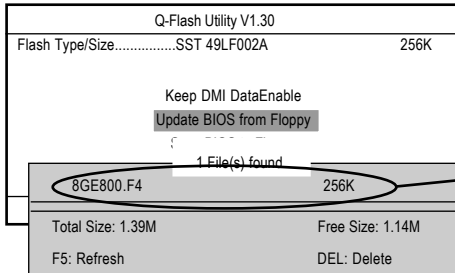 Q-Flash Utility V1.30
Flash Type/Size................SST 49LF002A 256K
Keep DMI DataEnable
Update BIOS from Floppy
1 File(s) found
8GE800.F4 256K
Total Size: 1.39M Free Size: 1.14M
F5: Refresh DEL: Delete